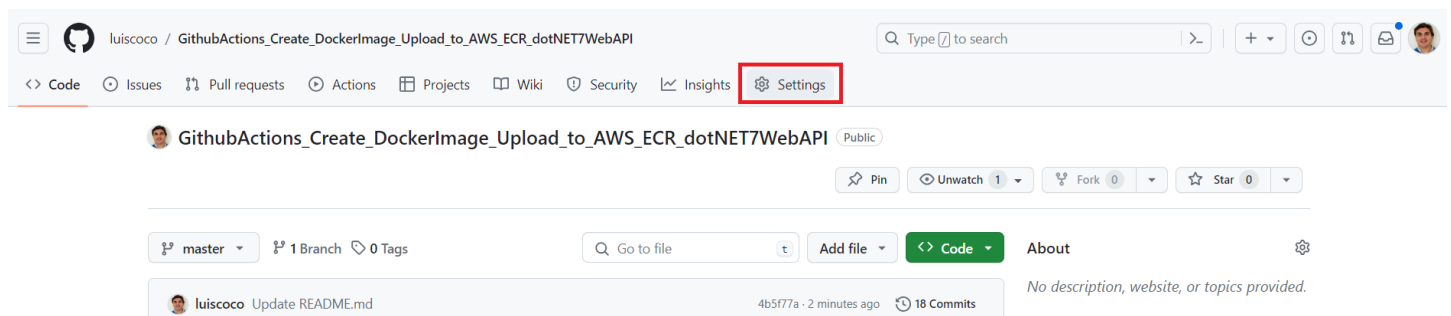 luiscoco / GithubActions_Create_DockerImage_Upload_to_AWS_ECR_dotNET7WebAPI
Type / to search
Code Issues Pull requests Actions Projects Wiki Security Insights Settings
GithubActions_Create_DockerImage_Upload_to_AWS_ECR_dotNET7WebAPI Public
Pin Unwatch 1 Fork 0 Star 0
master 1 Branch 0 Tags Go to file t Add file Code About
No description, website, or topics provided.
luiscoco Update README.md 4b5f77a · 2 minutes ago 18 Commits